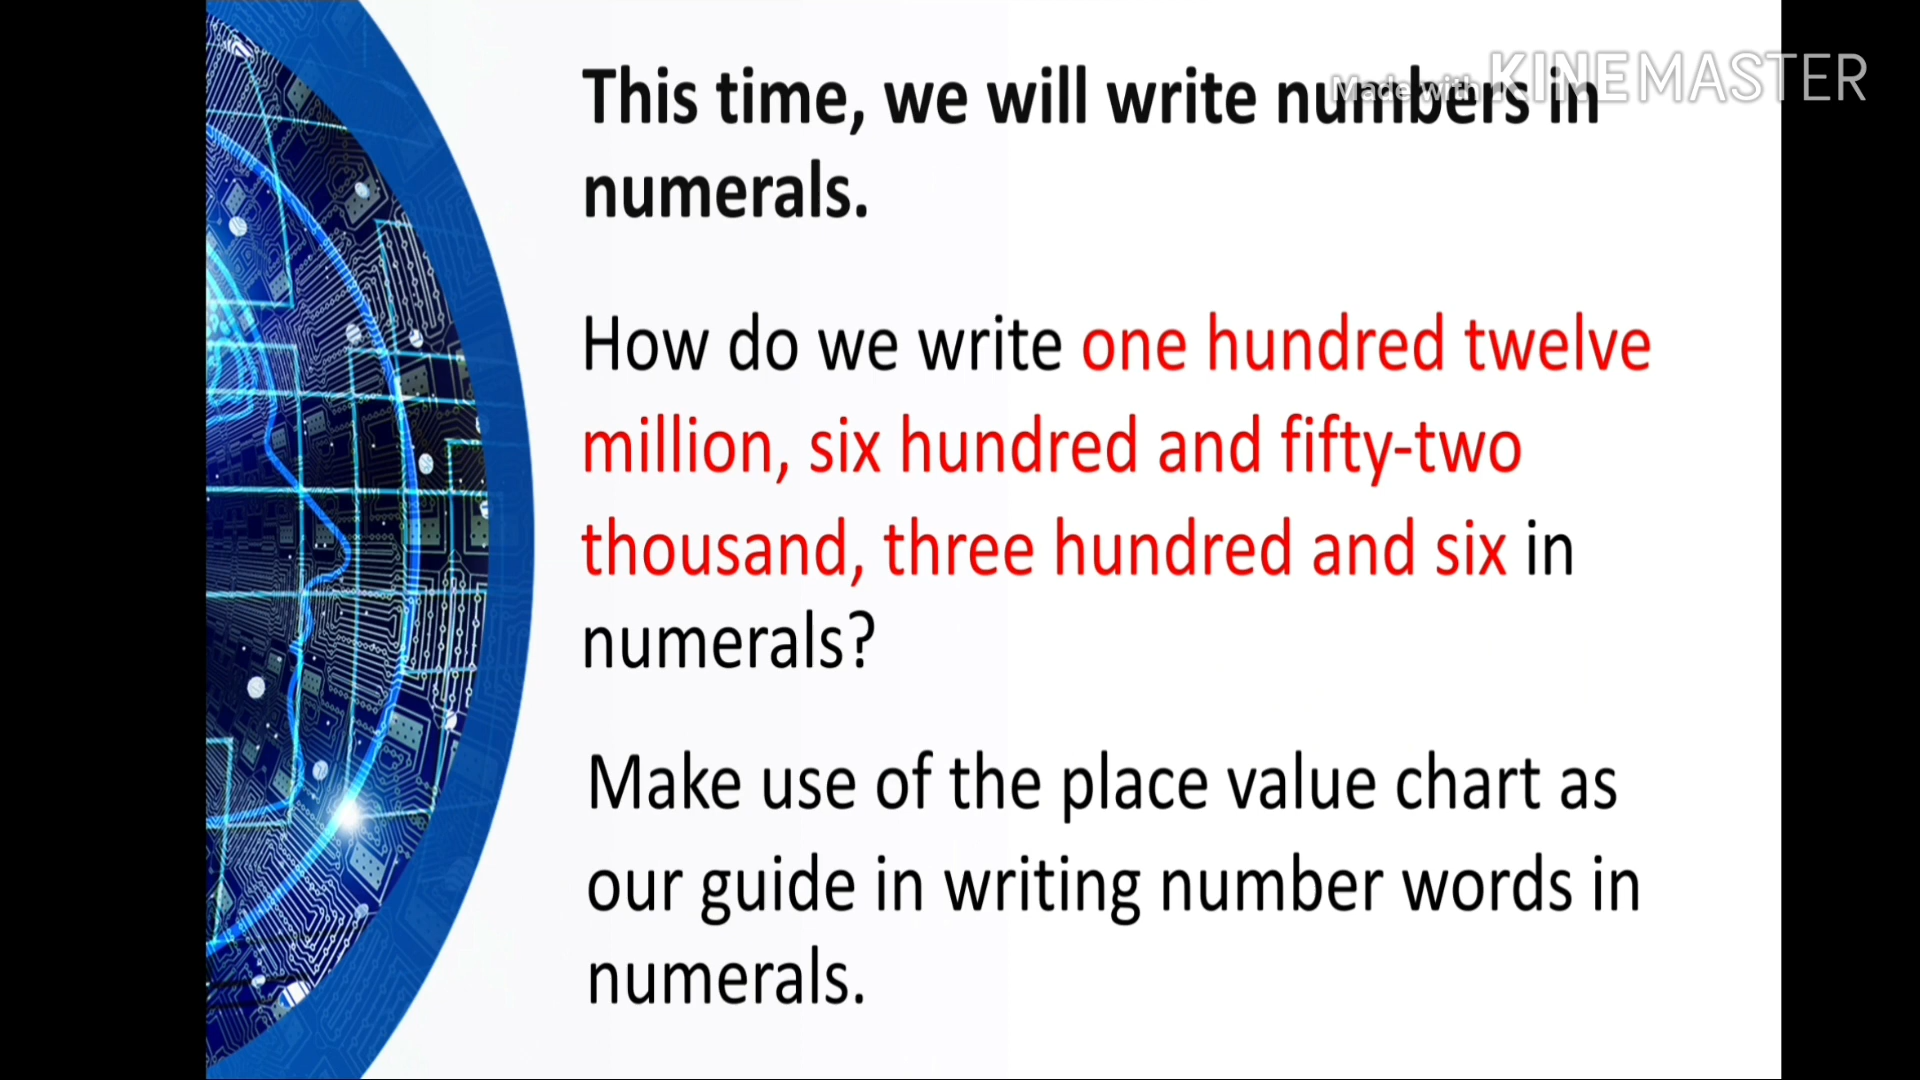 This time, we will write numbers in
numerals.
Made with KINEMASTER
How do we write one hundred twelve
million, six hundred and fifty-two
thousand, three hundred and six in
numerals?
Make use of the place value chart as
our guide in writing number words in
numerals.